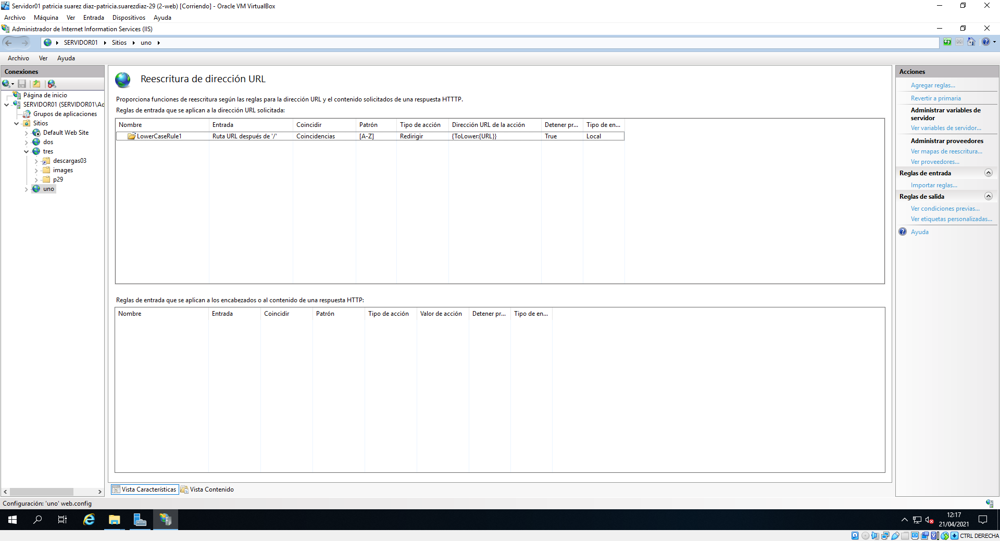 Servidor01 patricia suarez diaz-patricia.suarezdiaz-29 (2-web) [Corriendo] - Oracle VM VirtualBox
Archivo Máquina Ver Entrada Dispositivos Ayuda
Administrador de Internet Information Services (IIS)
SERVIDOR01 Sitios uno
Archivo Ver Ayuda
Conexiones
Página de inicio
SERVIDOR01 (SERVIDOR01\Ac
Grupos de aplicaciones
Sitios
Default Web Site
dos
tres
descargas03
images
p29
uno
Reescritura de dirección URL
Proporciona funciones de reescritura según las reglas para la dirección URL y el contenido solicitados de una respuesta HTTTP.
Reglas de entrada que se aplican a la dirección URL solicitada:
Nombre Entrada Coincidir Patrón Tipo de acción Dirección URL de la acción Detener pr... Tipo de en...
LowerCaseRule1 Ruta URL después de '/' Coincidencias [A-Z] Redirigir {ToLower:{URL}} True Local
Reglas de entrada que se aplican a los encabezados o al contenido de una respuesta HTTP:
Nombre Entrada Coincidir Patrón Tipo de acción Valor de acción Detener pr... Tipo de en...
Vista Características Vista Contenido
Acciones
Agregar reglas...
Revertir a primaria
Administrar variables de
servidor
Ver variables de servidor...
Administrar proveedores
Ver mapas de reescritura...
Ver proveedores...
Reglas de entrada
Importar reglas...
Reglas de salida
Ver condiciones previas...
Ver etiquetas personalizadas...
Ayuda
Configuración: 'uno' web.config
12:17
21/04/2021
CTRL DERECHA